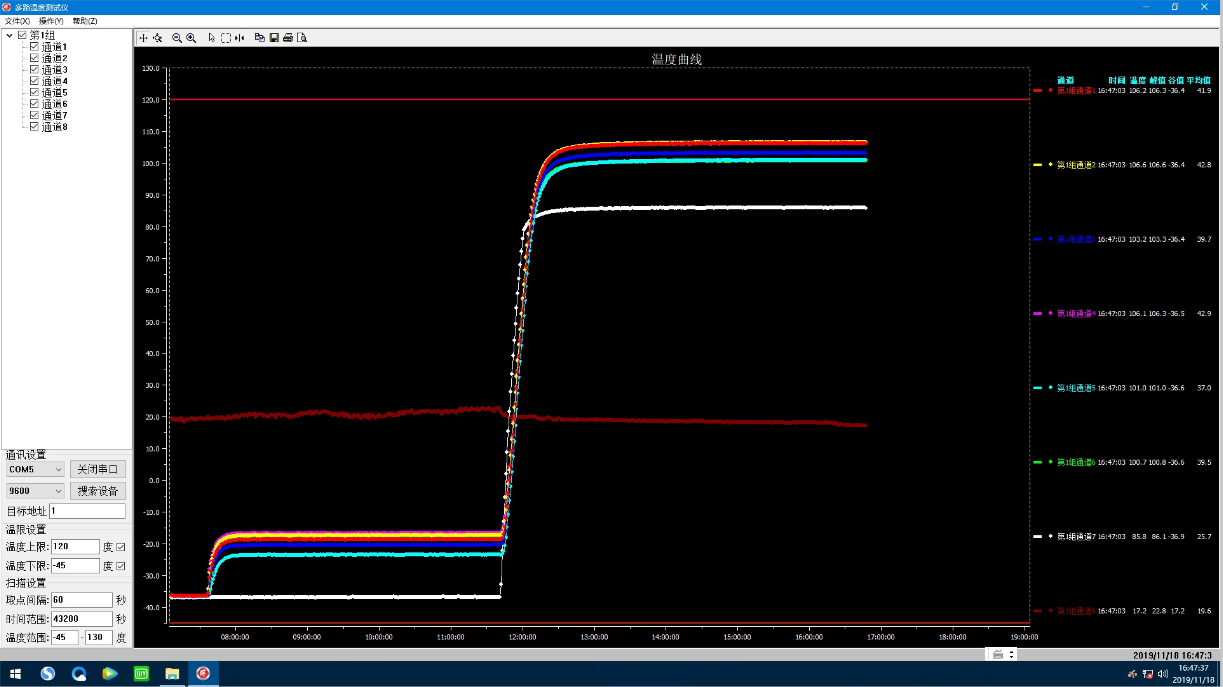 多路温度测试仪
文件(X) 操作(Y) 帮助(Z)
第1组
通道1
通道2
通道3
通道4
通道5
通道6
通道7
通道8
通讯设置
COM5 关闭串口
9600 搜索设备
目标地址 1
温限设置
温度上限: 120 度
温度下限: -45 度
扫描设置
取点间隔: 60 秒
时间范围: 43200 秒
温度范围: -45 - 130 度
温度曲线
130.0
120.0
110.0
100.0
90.0
80.0
70.0
60.0
50.0
40.0
30.0
20.0
10.0
0.0
-10.0
-20.0
-30.0
-40.0
08:00:00 09:00:00 10:00:00 11:00:00 12:00:00 13:00:00 14:00:00 15:00:00 16:00:00 17:00:00 18:00:00 19:00:00
通道 时间 温度 峰值 谷值 平均值
第1组通道1 16:47:03 106.2 106.3 -36.4 41.9
第1组通道2 16:47:03 106.6 106.6 -36.4 42.8
第1组通道3 16:47:03 103.2 103.3 -36.4 39.7
第1组通道4 16:47:03 106.1 106.3 -36.5 42.9
第1组通道5 16:47:03 101.0 101.0 -36.6 37.0
第1组通道6 16:47:03 100.7 100.8 -36.6 39.5
第1组通道7 16:47:03 85.8 86.1 -36.9 25.7
第1组通道8 16:47:03 17.2 22.8 17.2 19.6
2019/11/18 16:47:3
16:47:37
2019/11/18